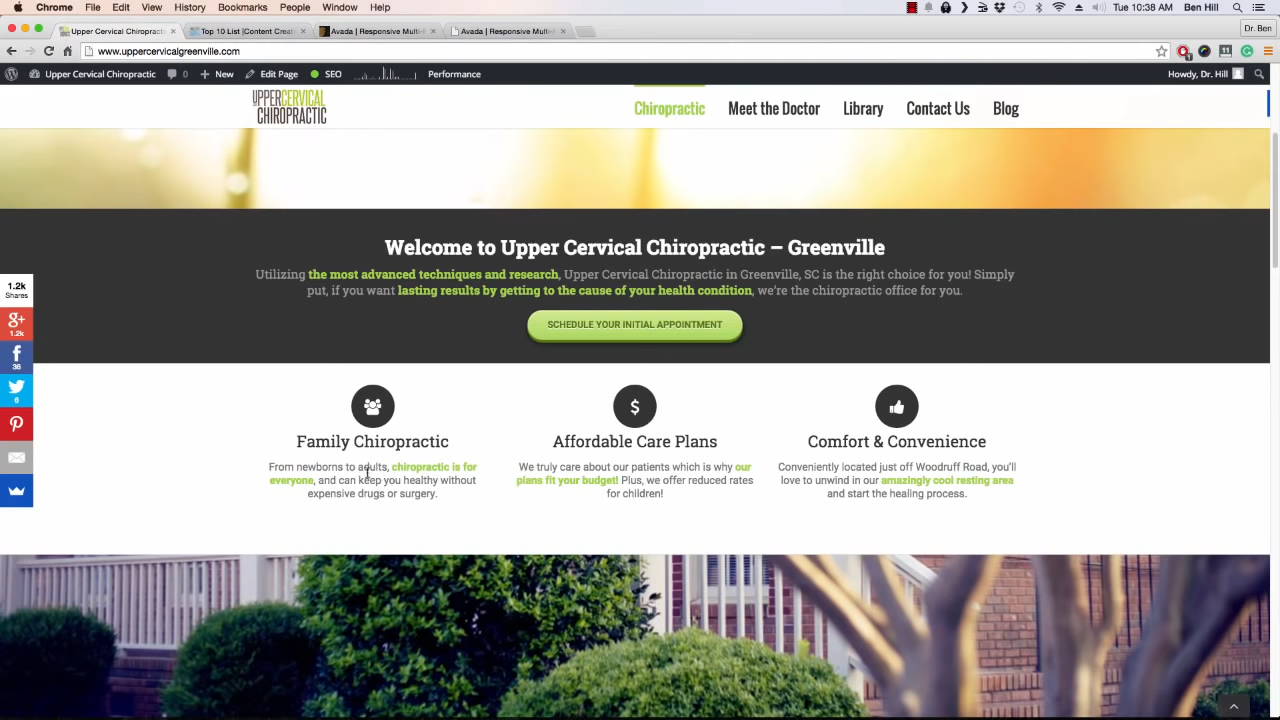 Chrome File Edit View History Bookmarks People Window Help
Tue 10:38 AM Ben Hill
Upper Cervical Chiropract
Top 10 List |Content Creat
Avada | Responsive Multi-
Avada | Responsive Multi-
Dr. Ben
www.uppercervicalgreenville.com
Upper Cervical Chiropractic 0 New Edit Page SEO Performance
Howdy, Dr. Hill
UPPERCERVICAL
CHIROPRACTIC
Chiropractic Meet the Doctor Library Contact Us Blog
Welcome to Upper Cervical Chiropractic – Greenville
Utilizing the most advanced techniques and research, Upper Cervical Chiropractic in Greenville, SC is the right choice for you! Simply
put, if you want lasting results by getting to the cause of your health condition, we're the chiropractic office for you.
SCHEDULE YOUR INITIAL APPOINTMENT
1.2k
Shares
g+
1.2k
f
36
6
Family Chiropractic
From newborns to adults, chiropractic is for
everyone, and can keep you healthy without
expensive drugs or surgery.
$
Affordable Care Plans
We truly care about our patients which is why our
plans fit your budget! Plus, we offer reduced rates
for children!
Comfort & Convenience
Conveniently located just off Woodruff Road, you'll
love to unwind in our amazingly cool resting area
and start the healing process.